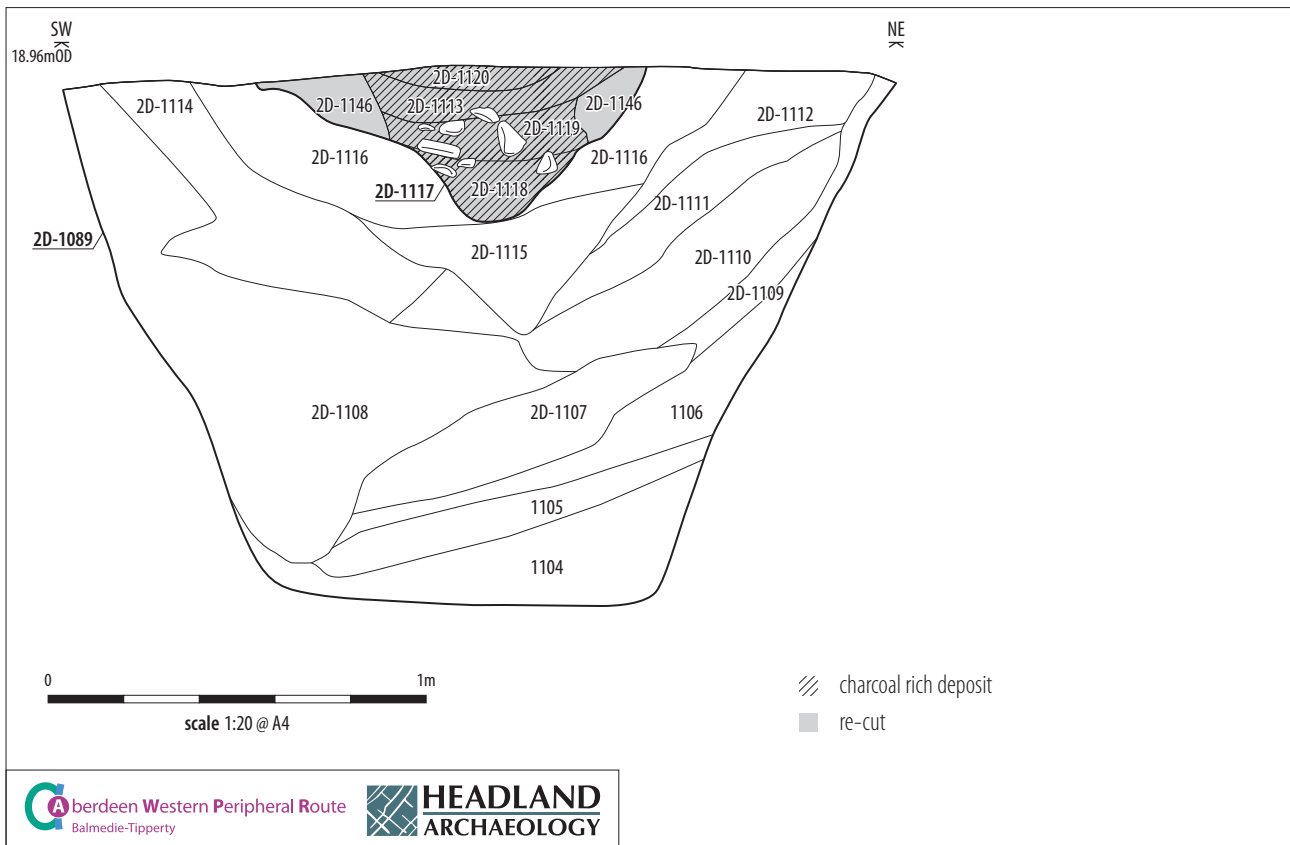 SW
NE
18.96mOD
2D-1120
2D-1114
2D-1146
2D-1113
2D-1146
2D-1112
2D-1119
2D-1116
2D-1116
2D-1117
2D-1118
2D-1111
2D-1089
2D-1115
2D-1110
2D-1109
2D-1108
2D-1107
1106
1105
1104
0
1m
scale 1:20 @ A4
charcoal rich deposit
re-cut
Aberdeen Western Peripheral Route
Balmedie-Tipperty
HEADLAND
ARCHAEOLOGY